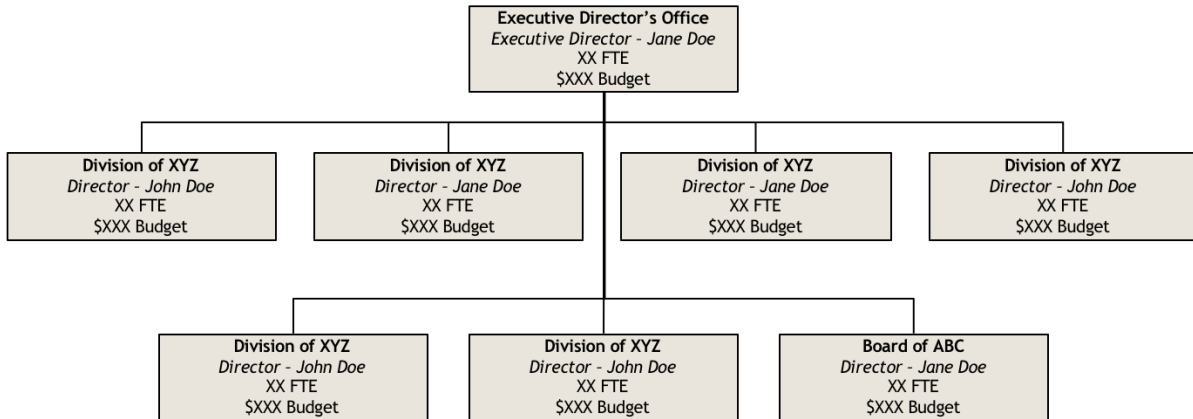 Executive Director’s Office
Executive Director – Jane Doe
XX FTE
$XXX Budget
Division of XYZ
Director - John Doe
XX FTE
$XXX Budget
Division of XYZ
Director - Jane Doe
XX FTE
$XXX Budget
Division of XYZ
Director - Jane Doe
XX FTE
$XXX Budget
Division of XYZ
Director - John Doe
XX FTE
$XXX Budget
Division of XYZ
Director - John Doe
XX FTE
$XXX Budget
Division of XYZ
Director - John Doe
XX FTE
$XXX Budget
Board of ABC
Director - Jane Doe
XX FTE
$XXX Budget